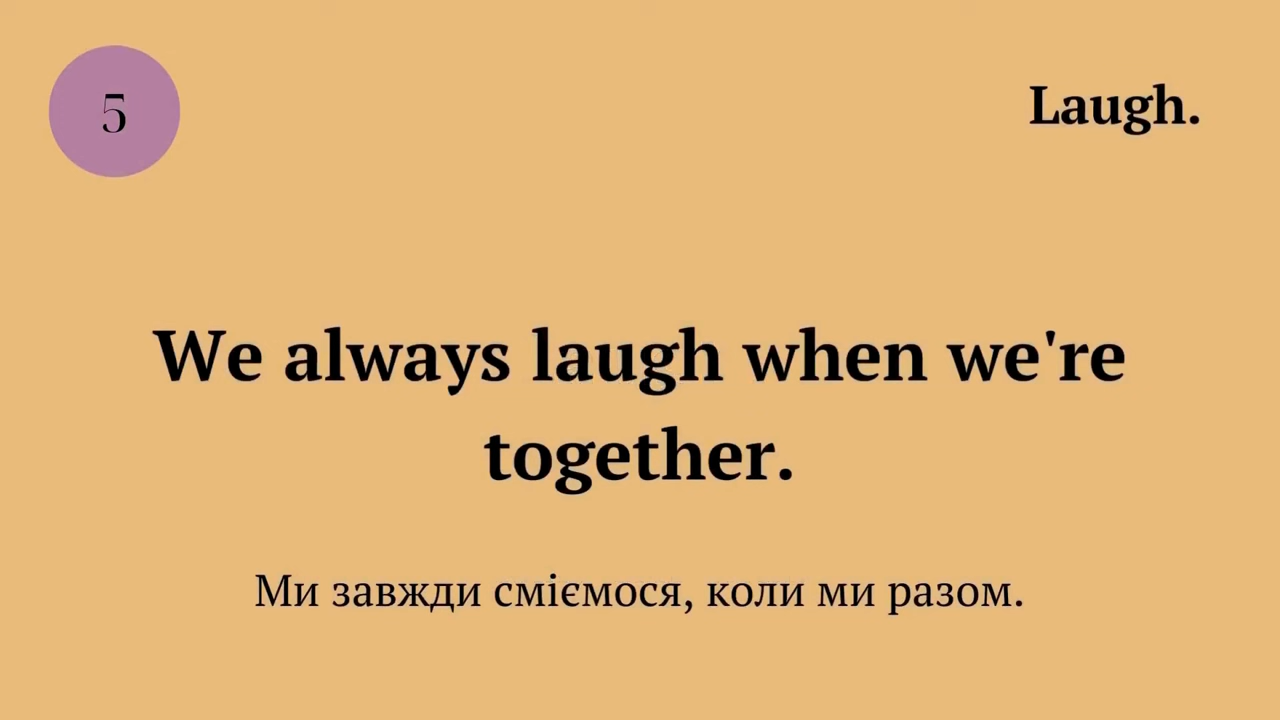 5
Laugh.
We always laugh when we're
together.
Ми завжди сміємося, коли ми разом.